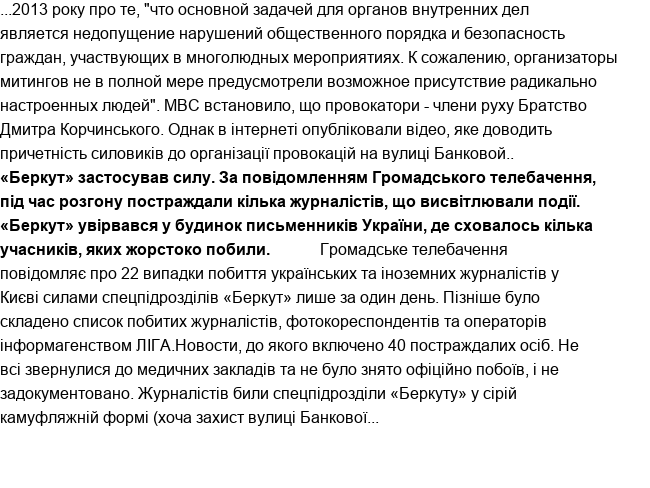 ...2013 року про те, "что основной задачей для органов внутренних дел
является недопущение нарушений общественного порядка и безопасность
граждан, участвующих в многолюдных мероприятиях. К сожалению, организаторы
митингов не в полной мере предусмотрели возможное присутствие радикально
настроенных людей". МВС встановило, що провокатори - члени руху Братство
Дмитра Корчинського. Однак в інтернеті опубліковали відео, яке доводить
причетність силовиків до організації провокацій на вулиці Банковой..
«Беркут» застосував силу. За повідомленням Громадського телебачення,
під час розгону постраждали кілька журналістів, що висвітлювали події.
«Беркут» увірвався у будинок письменників України, де сховалось кілька
учасників, яких жорстоко побили. Громадське телебачення
повідомляє про 22 випадки побиття українських та іноземних журналістів у
Києві силами спецпідрозділів «Беркут» лише за один день. Пізніше було
складено список побитих журналістів, фотокореспондентів та операторів
інформагенством ЛІГА.Новости, до якого включено 40 постраждалих осіб. Не
всі звернулися до медичних закладів та не було знято офіційно побоїв, і не
задокументовано. Журналістів били спецпідрозділи «Беркуту» у сірій
камуфляжній формі (хоча захист вулиці Банкової...